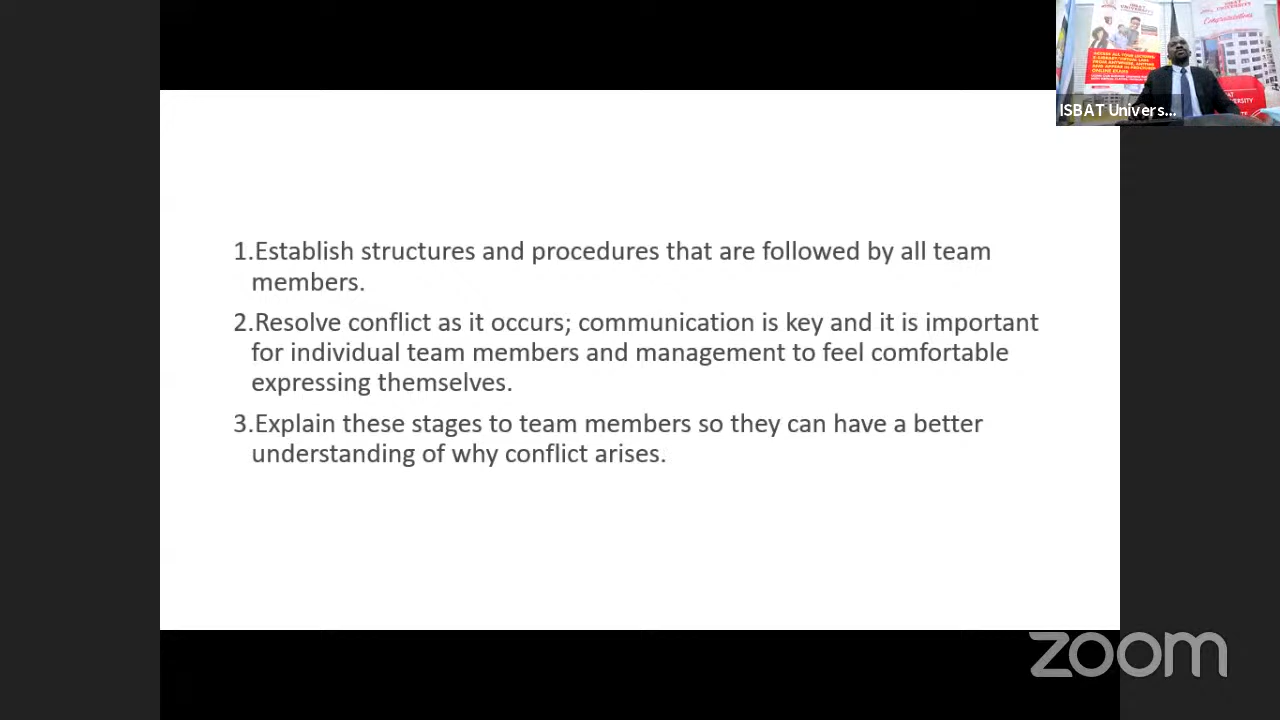 ISBAT Univers...
1.Establish structures and procedures that are followed by all team
members.
2.Resolve conflict as it occurs; communication is key and it is important
for individual team members and management to feel comfortable
expressing themselves.
3.Explain these stages to team members so they can have a better
understanding of why conflict arises.
zoom